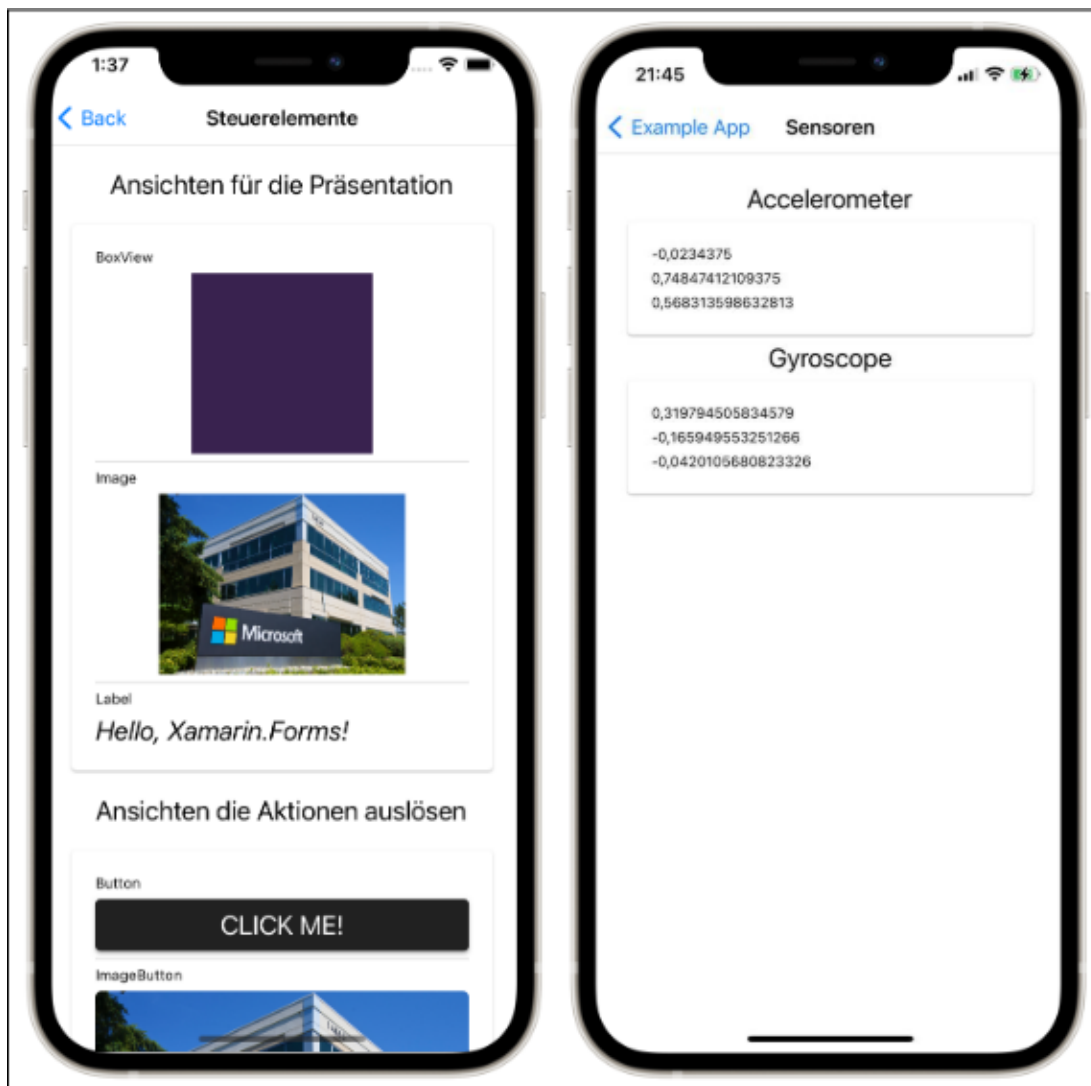 1:37
Back Steuerelemente
Ansichten für die Präsentation
BoxView
Image
Microsoft
Label
Hello, Xamarin.Forms!
Ansichten die Aktionen auslösen
Button
CLICK ME!
ImageButton
21:45
Example App Sensoren
Accelerometer
-0,0234375
0,74847412109375
0,568313598632813
Gyroscope
0,319794505834579
-0,165949553251266
-0,0420105680823326